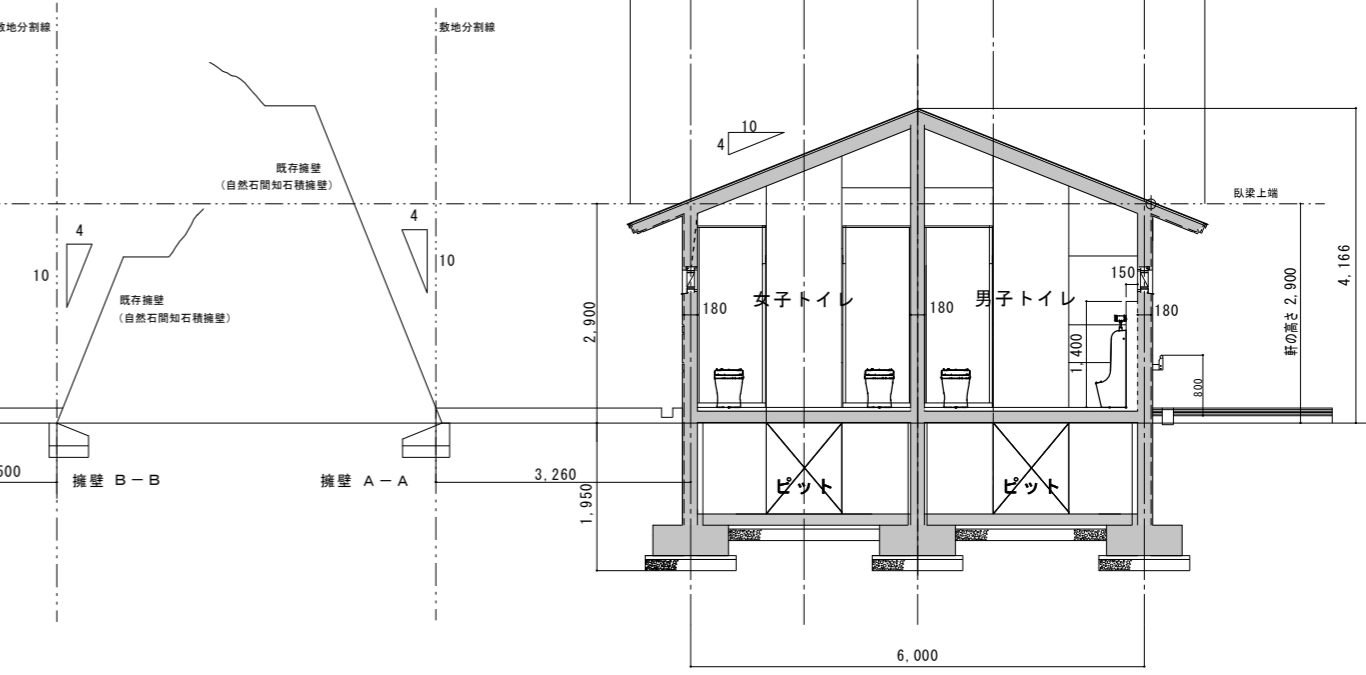 敷地分割線
敷地分割線
既存擁壁
(自然石間知石積擁壁)
4
10
既存擁壁
(自然石間知石積擁壁)
4
10
500
擁壁 B－B
擁壁 A－A
3,260
2,900
1,950
10
4
臥梁上端
女子トイレ
男子トイレ
180
180
150
180
1,400
800
軒の高さ2,900
4,166
ピット
ピット
6,000